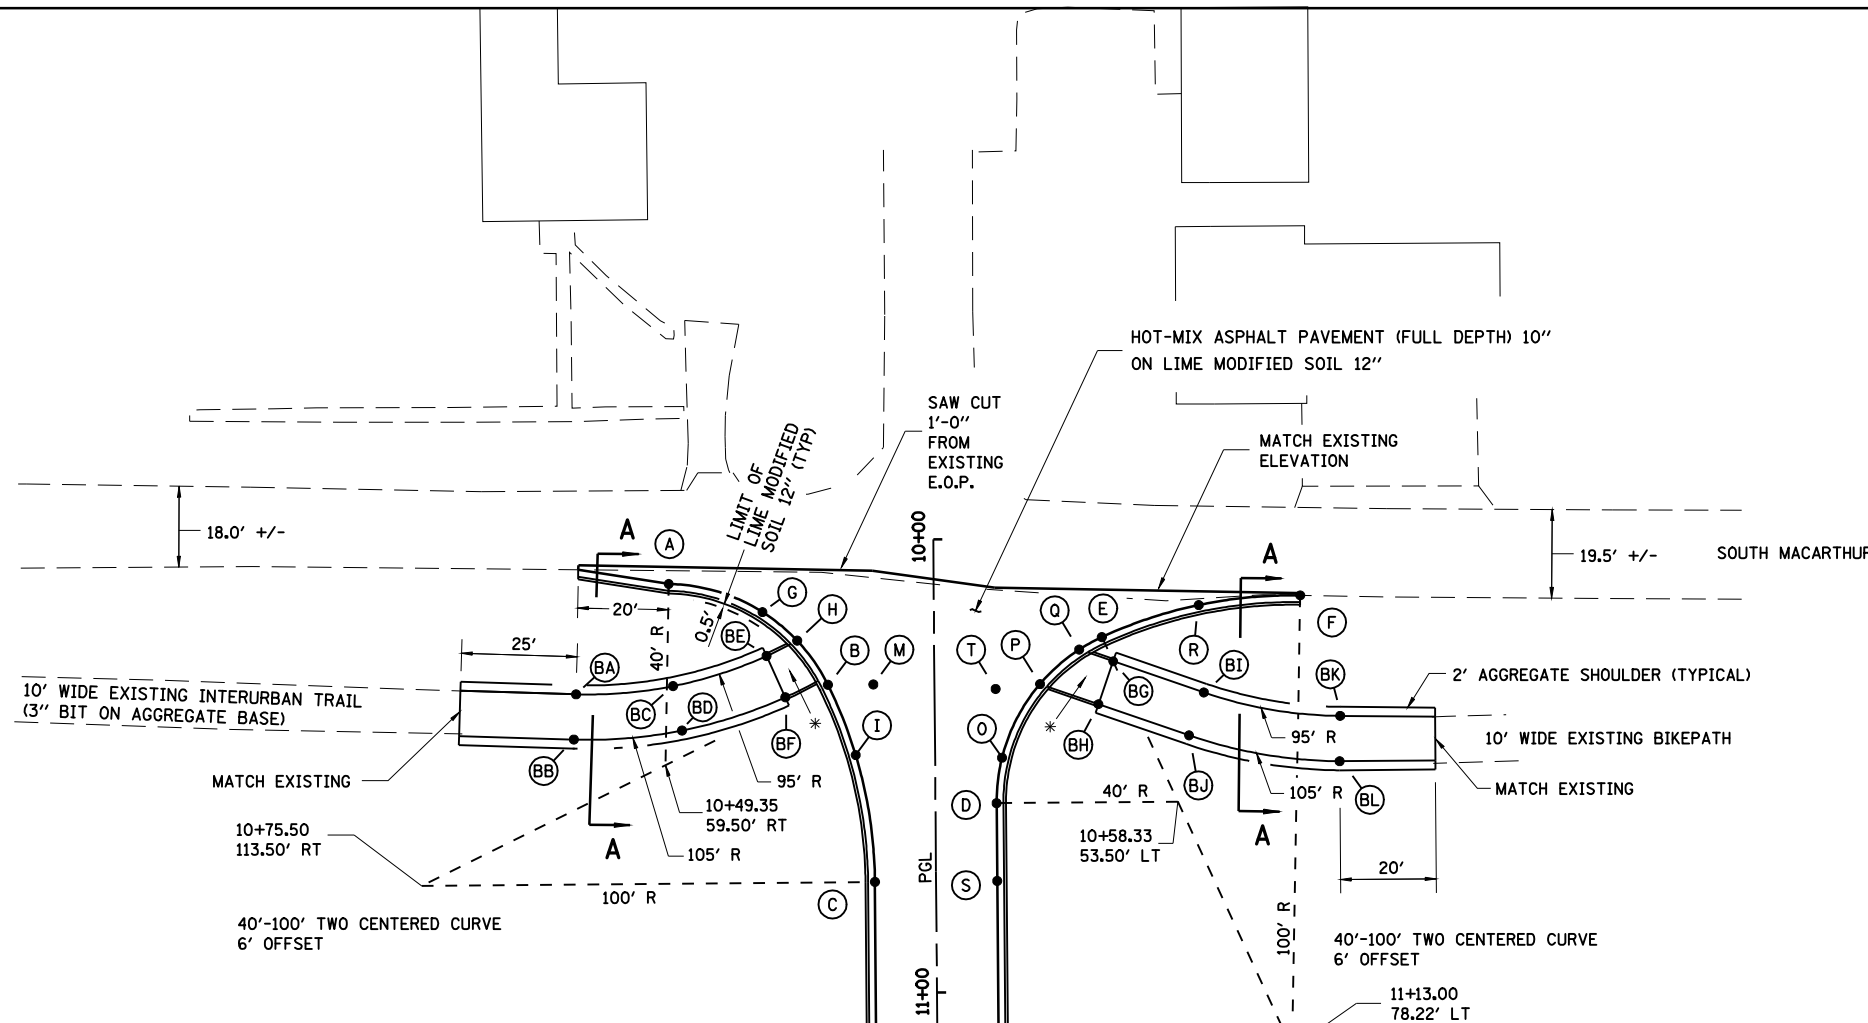 HOT-MIX ASPHALT PAVEMENT (FULL DEPTH) 10"
ON LIME MODIFIED SOIL 12"
SAW CUT
1'-0"
FROM
EXISTING
E.O.P.
MATCH EXISTING
ELEVATION
LIMIT OF
LIME MODIFIED
SOIL 12" (TYP)
18.0' +/-
19.5' +/-
SOUTH MACARTHUR
10+00
A
A
A
G
H
B
M
I
C
20'
0.5'
40' R
BE
25'
BA
10' WIDE EXISTING INTERURBAN TRAIL
(3" BIT ON AGGREGATE BASE)
BC
BD
BF
BB
*
MATCH EXISTING
95' R
10+49.35
59.50' RT
105' R
10+75.50
113.50' RT
A
100' R
40'-100' TWO CENTERED CURVE
6' OFFSET
Q
E
T
P
O
D
S
R
F
BI
BG
BK
BH
BJ
BL
*
2' AGGREGATE SHOULDER (TYPICAL)
10' WIDE EXISTING BIKEPATH
95' R
105' R
MATCH EXISTING
40' R
10+58.33
53.50' LT
A
20'
PGL
100' R
40'-100' TWO CENTERED CURVE
6' OFFSET
11+00
11+13.00
78.22' LT